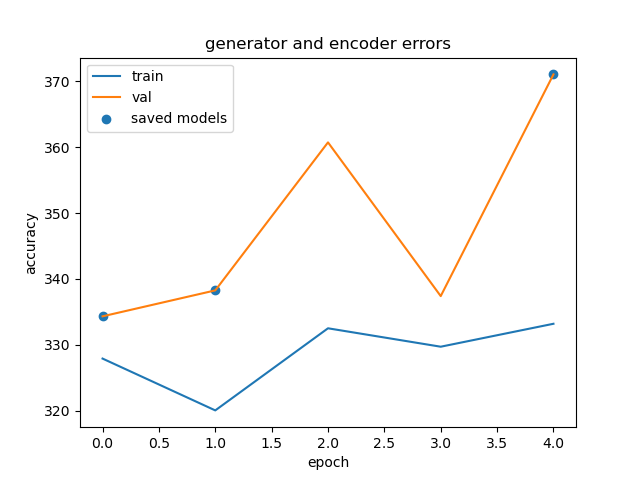 generator and encoder errors
train
val
saved models
370
360
350
340
330
320
accuracy
0.0 0.5 1.0 1.5 2.0 2.5 3.0 3.5 4.0
epoch